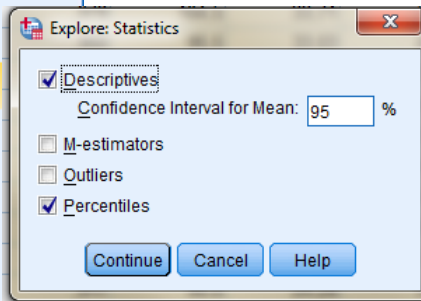 Explore: Statistics
Descriptives
Confidence Interval for Mean: 95 %
M-estimators
Outliers
Percentiles
Continue Cancel Help